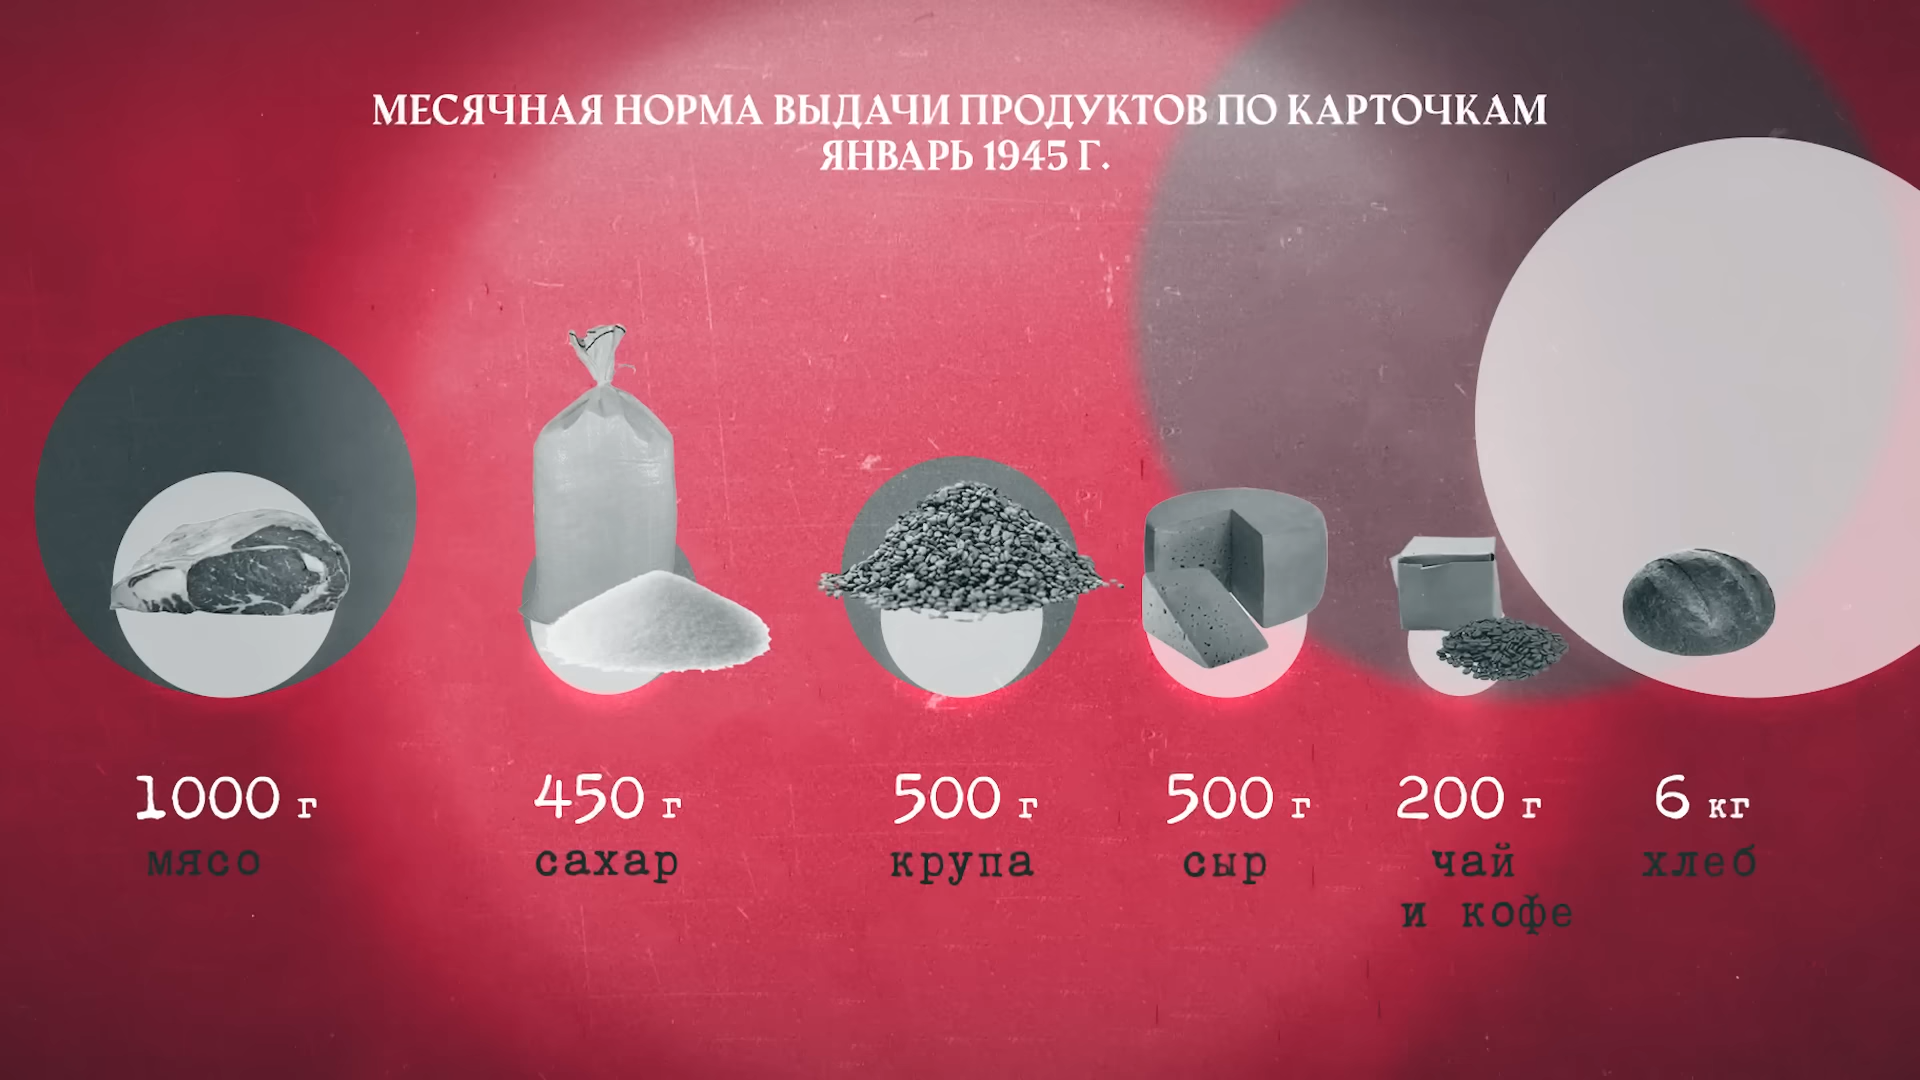 МЕСЯЧНАЯ НОРМА ВЫДАЧИ ПРОДУКТОВ ПО КАРТОЧКАМ
ЯНВАРЬ 1945 Г.
1000 г
мясо
450 г
сахар
500 г
крупа
500 г
сыр
200 г
чай
и кофе
6 кг
хлеб